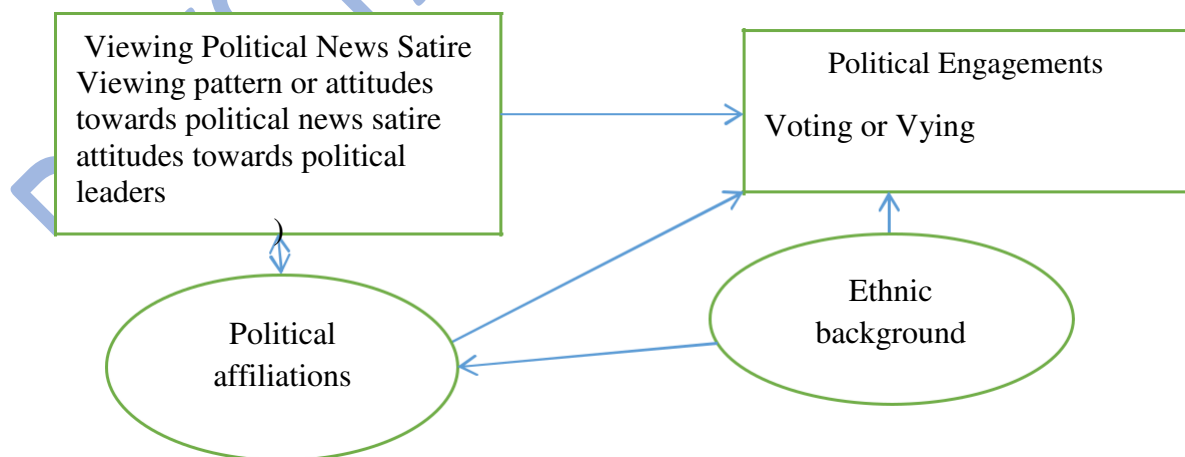 Viewing Political News Satire
Viewing pattern or attitudes
towards political news satire
attitudes towards political
leaders
)
Political Engagements
Voting or Vying
Political
affiliations
Ethnic
background